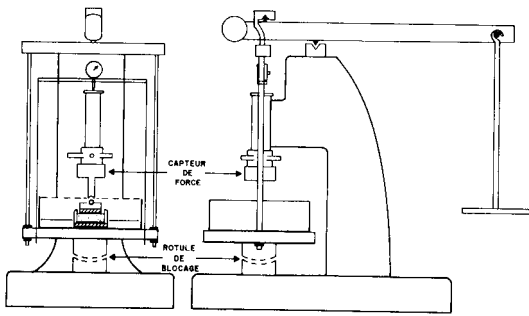 CAPTEUR
DE
FORCE
ROTULE
DE
BLOCAGE